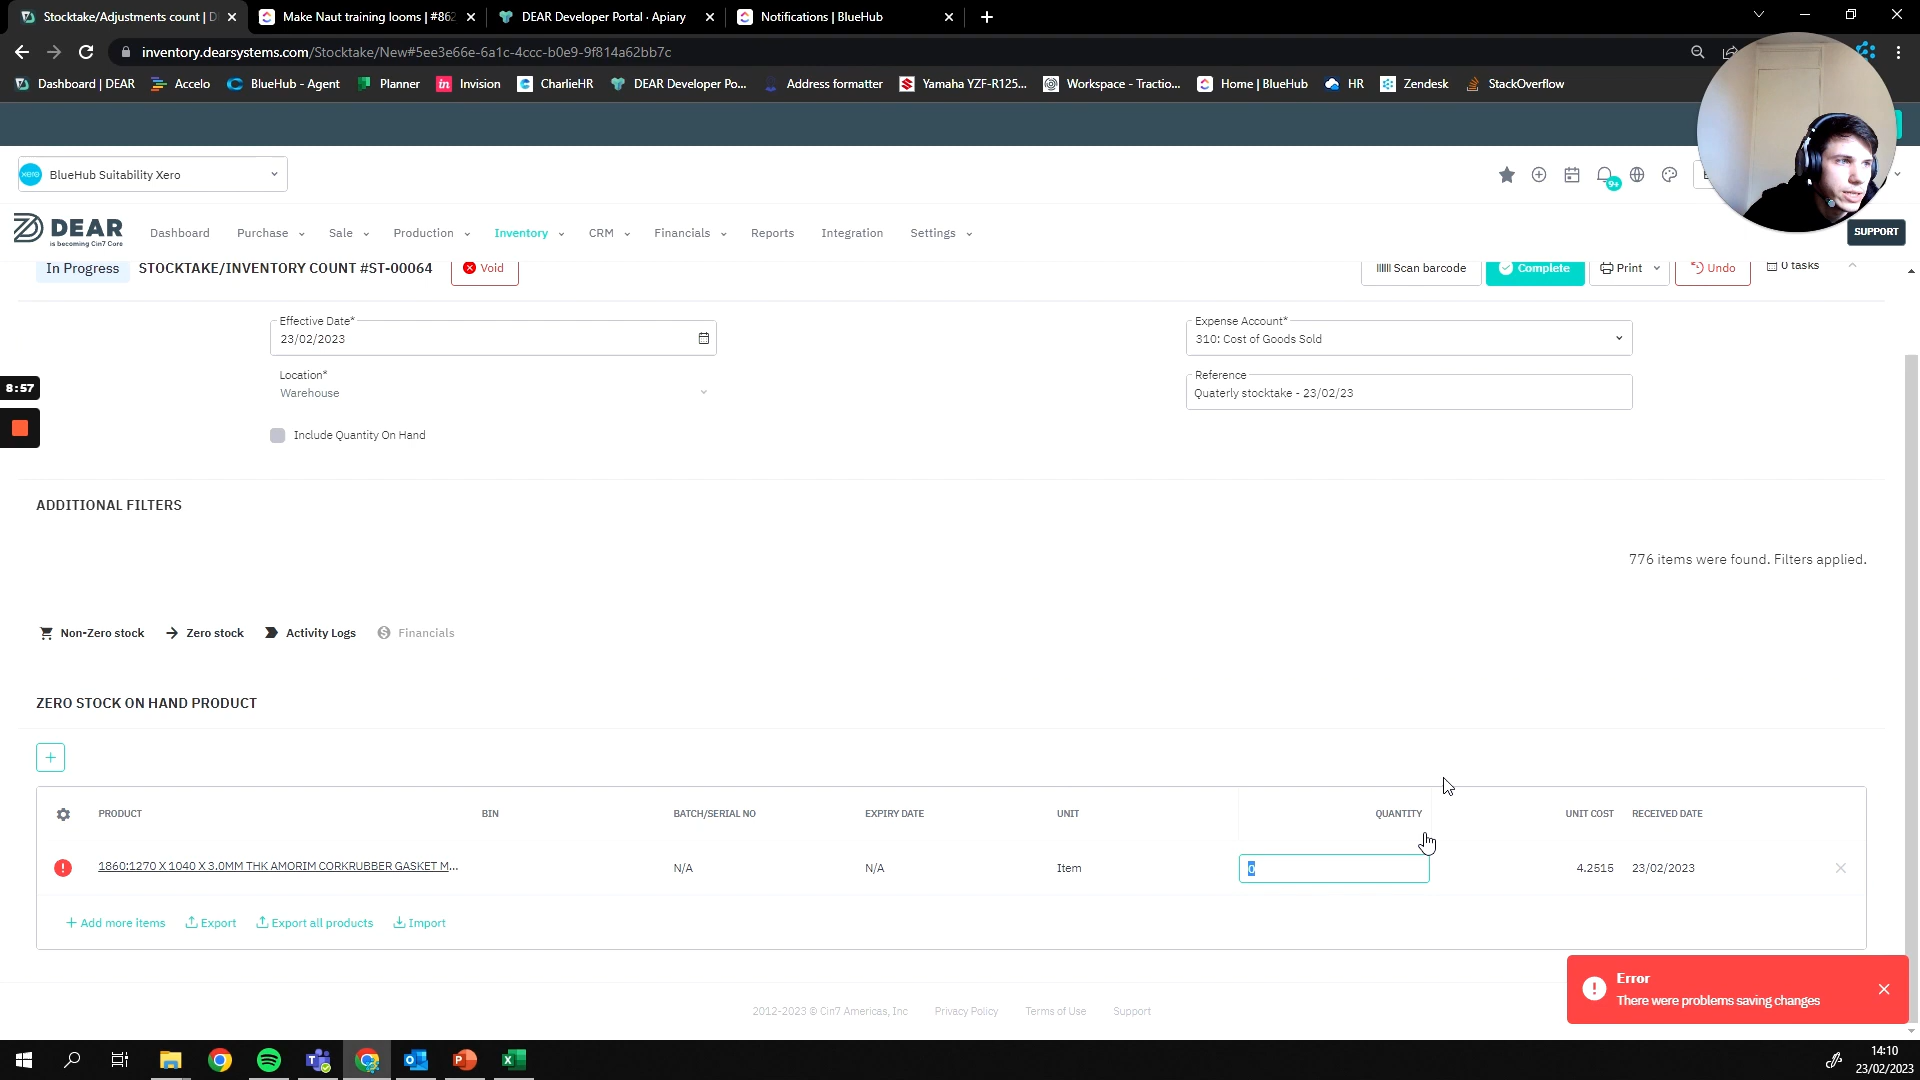 Stocktake/Adjustments count | D
Make Naut training looms | #862
DEAR Developer Portal · Apiary
Notifications | BlueHub
inventory.dearsystems.com/Stocktake/New#5ee3e66e-6a1c-4ccc-b0e9-9f814a62bb7c
Dashboard | DEAR
Accelo
BlueHub - Agent
Planner
in Invision
CharlieHR
DEAR Developer Po...
Address formatter
Yamaha YZF-R125...
Workspace - Tractio...
Home | BlueHub
HR
Zendesk
StackOverflow
xero BlueHub Suitability Xero
9+
DEAR
is becoming Cin7 Core
Dashboard
Purchase
Sale
Production
Inventory
CRM
Financials
Reports
Integration
Settings
SUPPORT
In Progress
STOCKTAKE/INVENTORY COUNT #ST-00064
Void
Scan barcode
Complete
Print
Undo
0 tasks
Effective Date*
23/02/2023
Expense Account*
310: Cost of Goods Sold
Location*
Warehouse
Reference
Quaterly stocktake - 23/02/23
8:57
Include Quantity On Hand
ADDITIONAL FILTERS
776 items were found. Filters applied.
Non-Zero stock
Zero stock
Activity Logs
Financials
ZERO STOCK ON HAND PRODUCT
PRODUCT BIN BATCH/SERIAL NO EXPIRY DATE UNIT QUANTITY UNIT COST RECEIVED DATE
1860:1270 X 1040 X 3.0MM THK AMORIM CORKRUBBER GASKET M... N/A N/A Item 0 4.2515 23/02/2023
+ Add more items
Export
Export all products
Import
Error
There were problems saving changes
2012-2023 © Cin7 Americas, Inc
Privacy Policy
Terms of Use
Support
14:10
23/02/2023